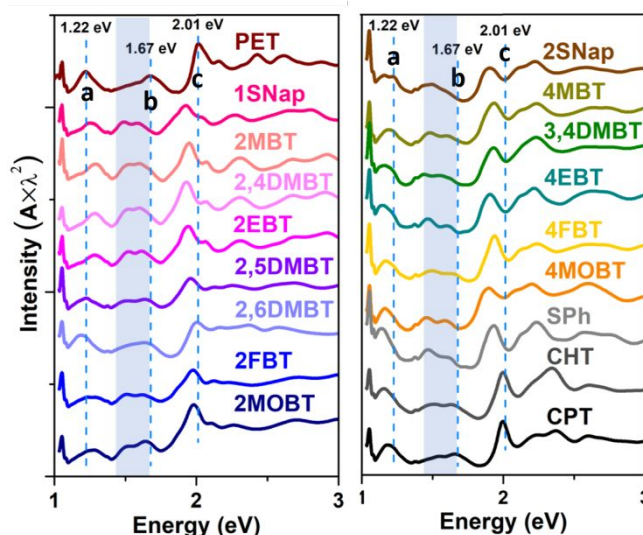 1.22 eV
1.67 eV
2.01 eV
PET
a
b
c
1SNap
2MBT
2,4DMBT
2EBT
2,5DMBT
2,6DMBT
2FBT
2MOBT
Intensity (A×λ²)
1
2
3
Energy (eV)
1.22 eV
1.67 eV
2.01 eV
2SNap
a
b
c
4MBT
3,4DMBT
4EBT
4FBT
4MOBT
SPh
CHT
CPT
1
2
3
Energy (eV)